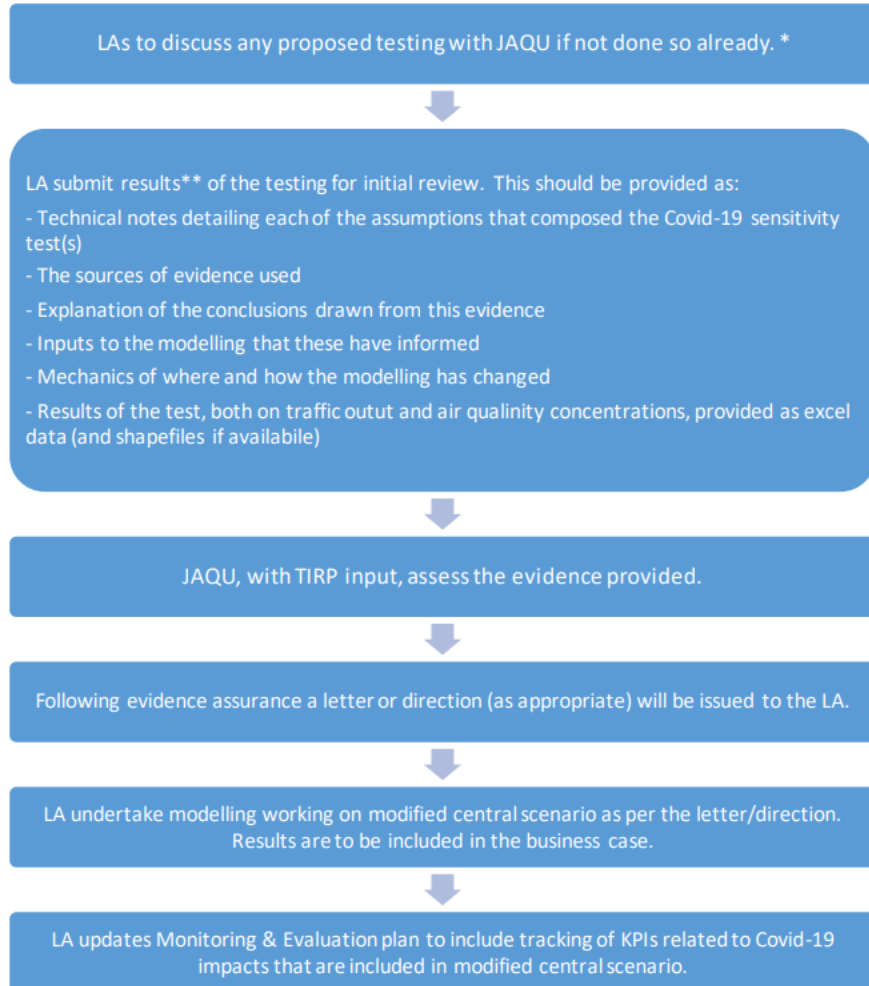 LAs to discuss any proposed testing with JAQU if not done so already. *
LA submit results** of the testing for initial review. This should be provided as:
- Technical notes detailing each of the assumptions that composed the Covid-19 sensitivity
test(s)
- The sources of evidence used
- Explanation of the conclusions drawn from this evidence
- Inputs to the modelling that these have informed
- Mechanics of where and how the modelling has changed
- Results of the test, both on traffic outut and air qualinity concentrations, provided as excel
data (and shapefiles if availabile)
JAQU, with TIRP input, assess the evidence provided.
Following evidence assurance a letter or direction (as appropriate) will be issued to the LA.
LA undertake modelling working on modified central scenario as per the letter/direction.
Results are to be included in the business case.
LA updates Monitoring & Evaluation plan to include tracking of KPIs related to Covid-19
impacts that are included in modified central scenario.